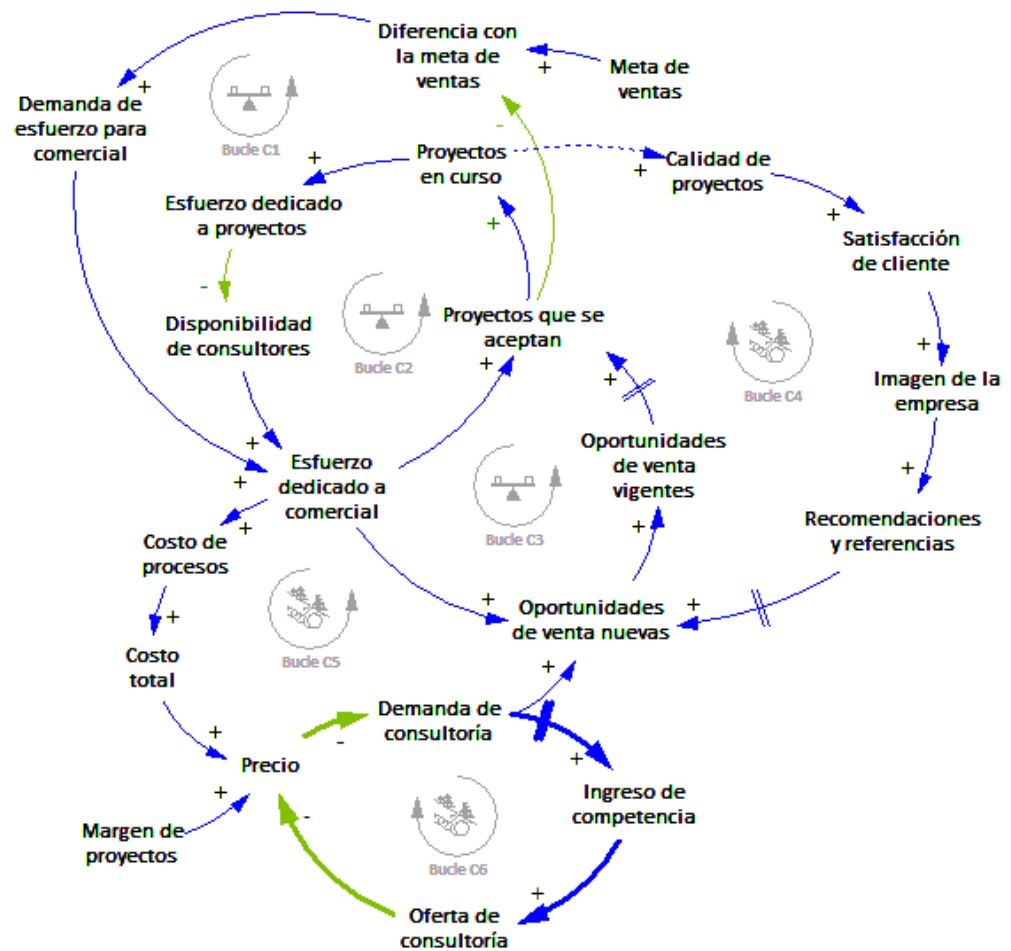 Diferencia con
la meta de
ventas
+
Meta de
ventas
+
Demanda de
esfuerzo para
comercial
Bucle C1
-
+
Proyectos
en curso
+
Calidad de
proyectos
Esfuerzo dedicado
a proyectos
+
+
Satisfacción
de cliente
-
Disponibilidad
de consultores
Bucle C2
Proyectos que se
aceptan
+
+
Bucle C4
+
Imagen de la
empresa
+
+
Esfuerzo
dedicado a
comercial
Oportunidades
de venta
vigentes
+
+
Costo de
procesos
Bucle C3
+
Recomendaciones
y referencias
+
Costo
total
Bucle C5
+
Oportunidades
de venta nuevas
+
+
Demanda de
consultoría
+
-
Precio
+
Ingreso de
competencia
+
-
Margen de
proyectos
Bucle C6
+
Oferta de
consultoría